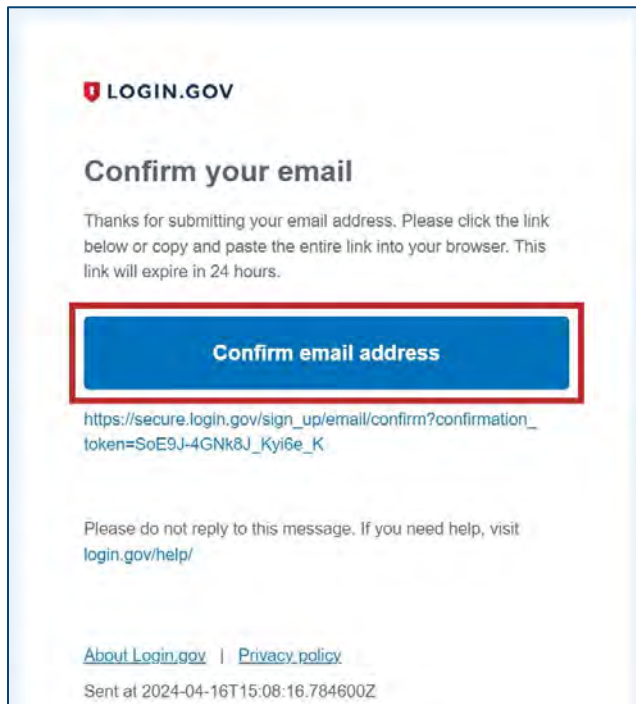 LOGIN.GOV
Confirm your email
Thanks for submitting your email address. Please click the link
below or copy and paste the entire link into your browser. This
link will expire in 24 hours.
Confirm email address
https://secure.login.gov/sign_up/email/confirm?confirmation_
token=SoE9J-4GNk8J_Kyi6e_K
Please do not reply to this message. If you need help, visit
login.gov/help/
About Login.gov | Privacy policy
Sent at 2024-04-16T15:08:16.784600Z